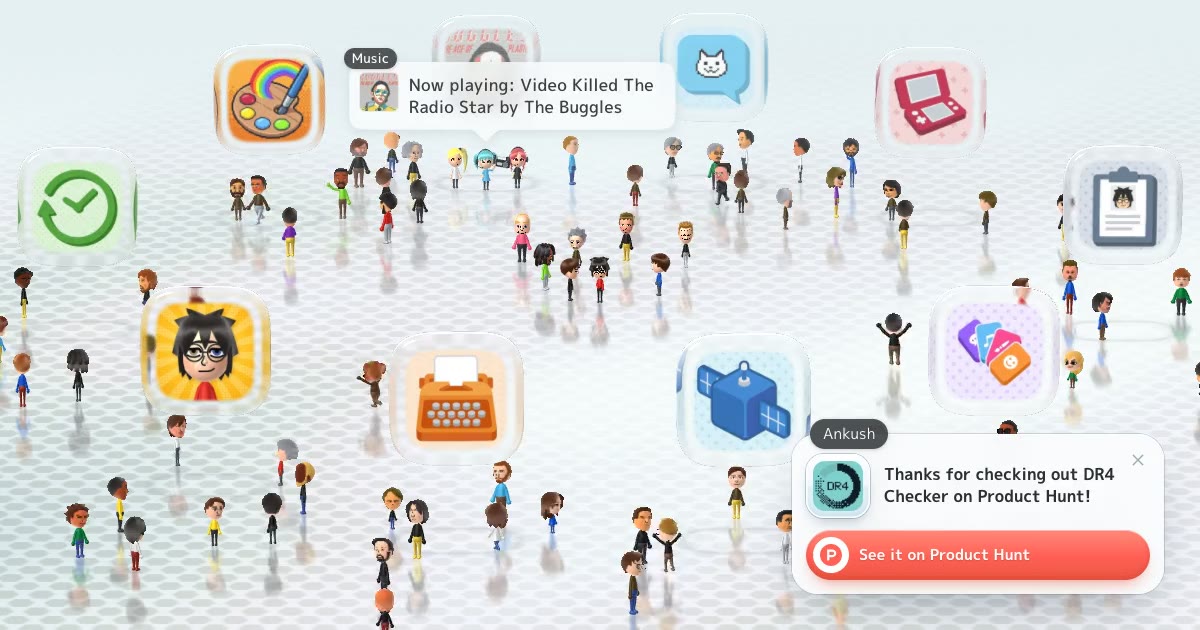 Music
Now playing: Video Killed The
Radio Star by The Buggles
Ankush
DR4
Thanks for checking out DR4
Checker on Product Hunt!
P
See it on Product Hunt